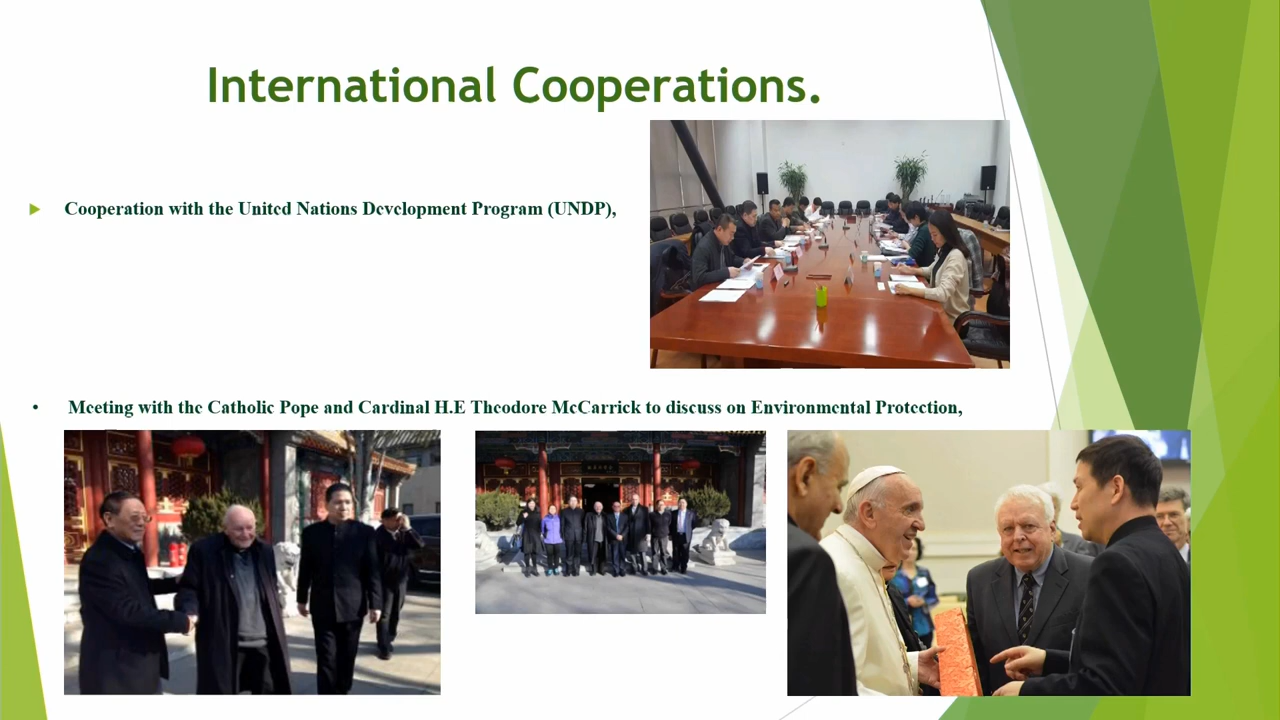 International Cooperations.
Cooperation with the United Nations Development Program (UNDP),
Meeting with the Catholic Pope and Cardinal H.E Theodore McCarrick to discuss on Environmental Protection,